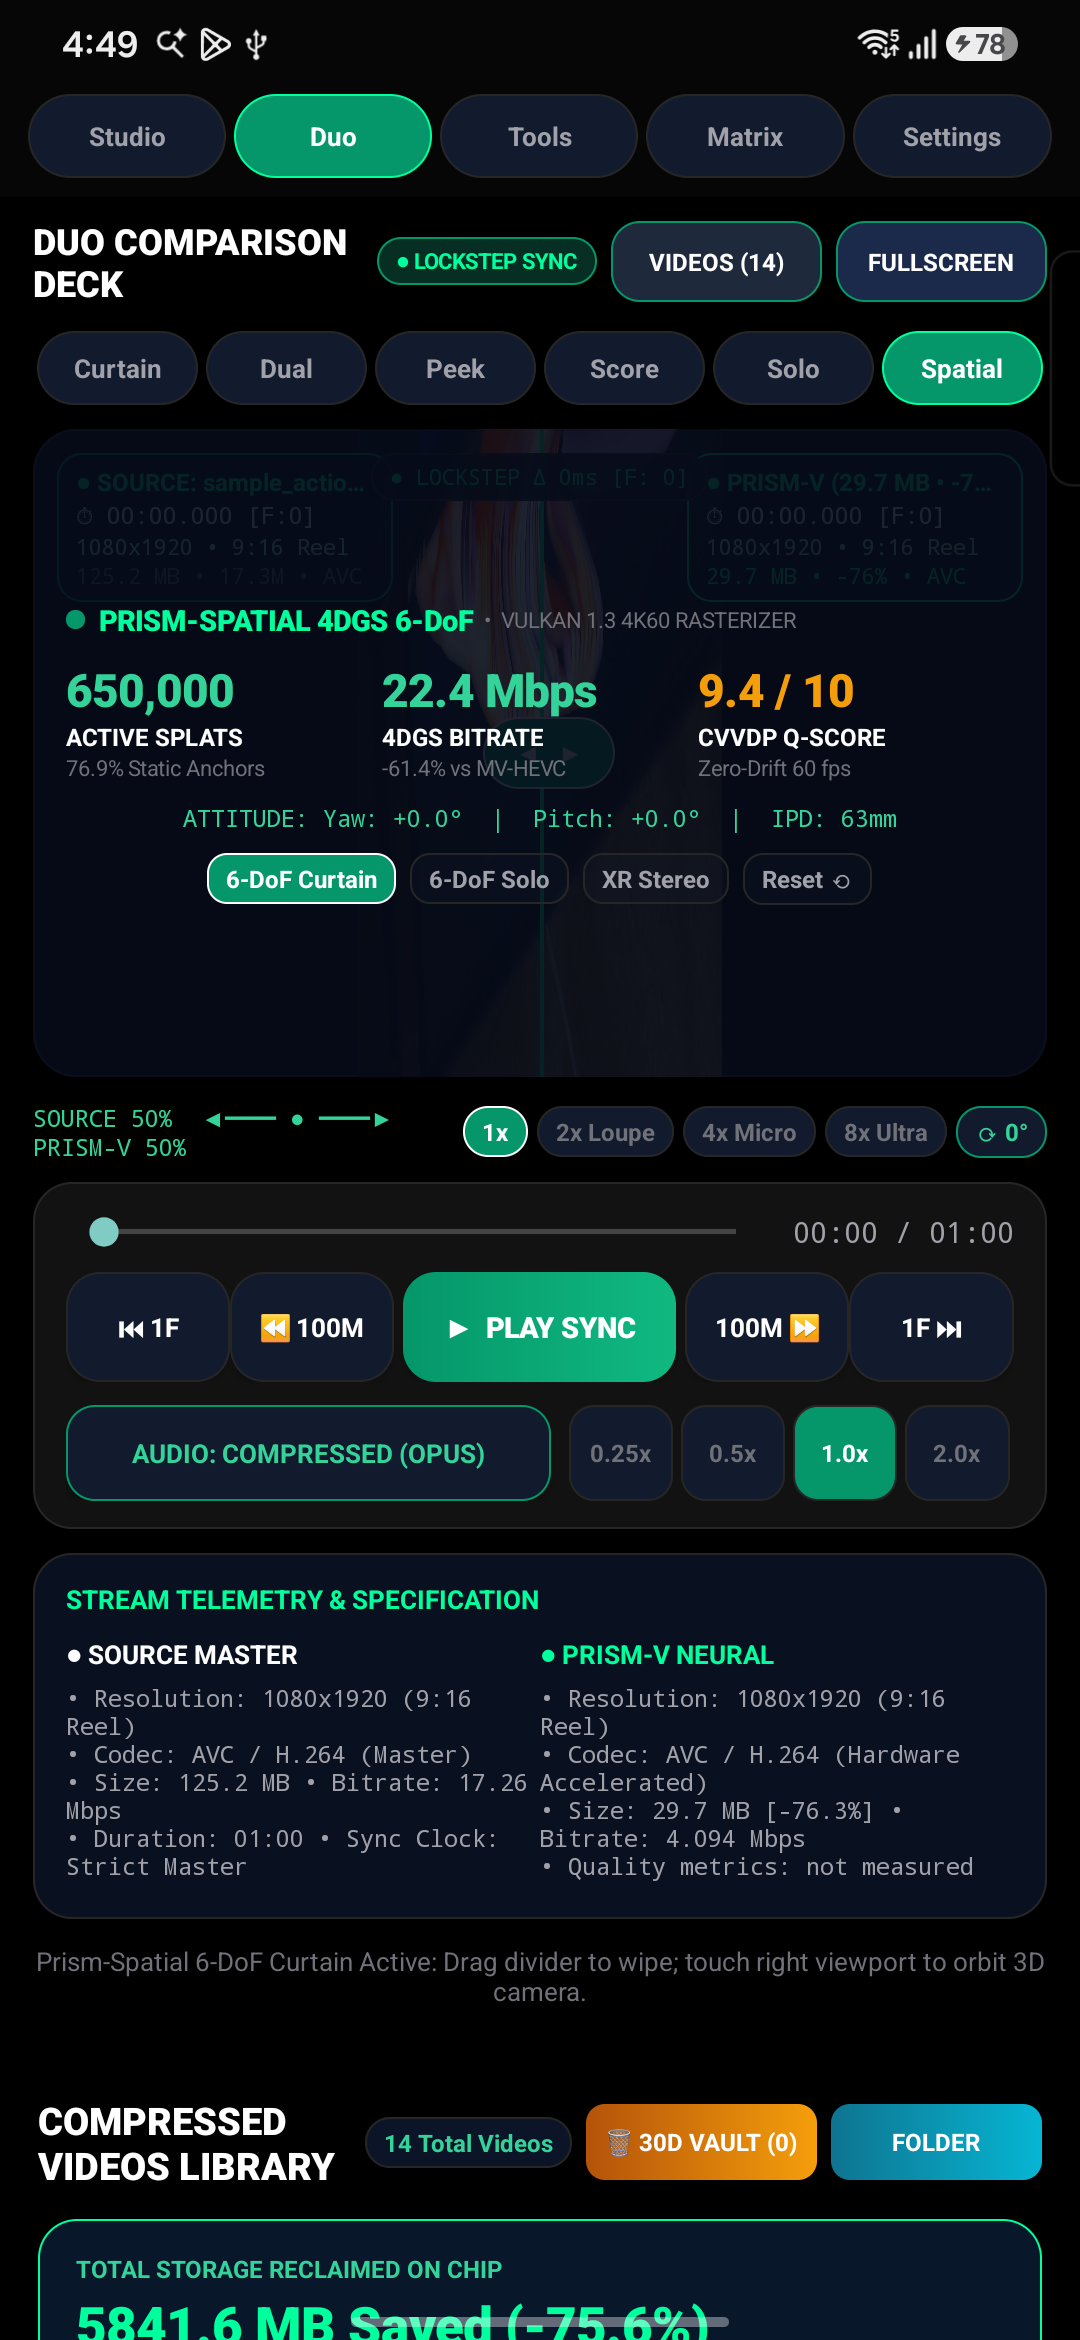 4:49
5
78
Studio
Duo
Tools
Matrix
Settings
DUO COMPARISON
DECK
● LOCKSTEP SYNC
VIDEOS (14)
FULLSCREEN
Curtain
Dual
Peek
Score
Solo
Spatial
● SOURCE: sample_actio...
⏱ 00:00.000 [F:0]
1080x1920 • 9:16 Reel
125.2 MB • 17.3M • AVC
● LOCKSTEP Δ 0ms [F: 0]
● PRISM-V (29.7 MB • -7...
⏱ 00:00.000 [F:0]
1080x1920 • 9:16 Reel
29.7 MB • -76% • AVC
PRISM-SPATIAL 4DGS 6-DoF • VULKAN 1.3 4K60 RASTERIZER
650,000
ACTIVE SPLATS
76.9% Static Anchors
22.4 Mbps
4DGS BITRATE
-61.4% vs MV-HEVC
9.4 / 10
CVVDP Q-SCORE
Zero-Drift 60 fps
ATTITUDE: Yaw: +0.0° | Pitch: +0.0° | IPD: 63mm
6-DoF Curtain
6-DoF Solo
XR Stereo
Reset ⟲
SOURCE 50% ◀── ● ──▶
PRISM-V 50%
1x
2x Loupe
4x Micro
8x Ultra
⟳ 0°
00:00 / 01:00
⏮ 1F
⏪ 100M
▶ PLAY SYNC
100M ⏩
1F ⏭
AUDIO: COMPRESSED (OPUS)
0.25x
0.5x
1.0x
2.0x
STREAM TELEMETRY & SPECIFICATION
● SOURCE MASTER
• Resolution: 1080x1920 (9:16
Reel)
• Codec: AVC / H.264 (Master)
• Size: 125.2 MB • Bitrate: 17.26
Mbps
• Duration: 01:00 • Sync Clock:
Strict Master
● PRISM-V NEURAL
• Resolution: 1080x1920 (9:16
Reel)
• Codec: AVC / H.264 (Hardware
Accelerated)
• Size: 29.7 MB [-76.3%] •
Bitrate: 4.094 Mbps
• Quality metrics: not measured
Prism-Spatial 6-DoF Curtain Active: Drag divider to wipe; touch right viewport to orbit 3D
camera.
COMPRESSED
VIDEOS LIBRARY
14 Total Videos
🗑 30D VAULT (0)
FOLDER
TOTAL STORAGE RECLAIMED ON CHIP
5841.6 MB Saved (-75.6%)